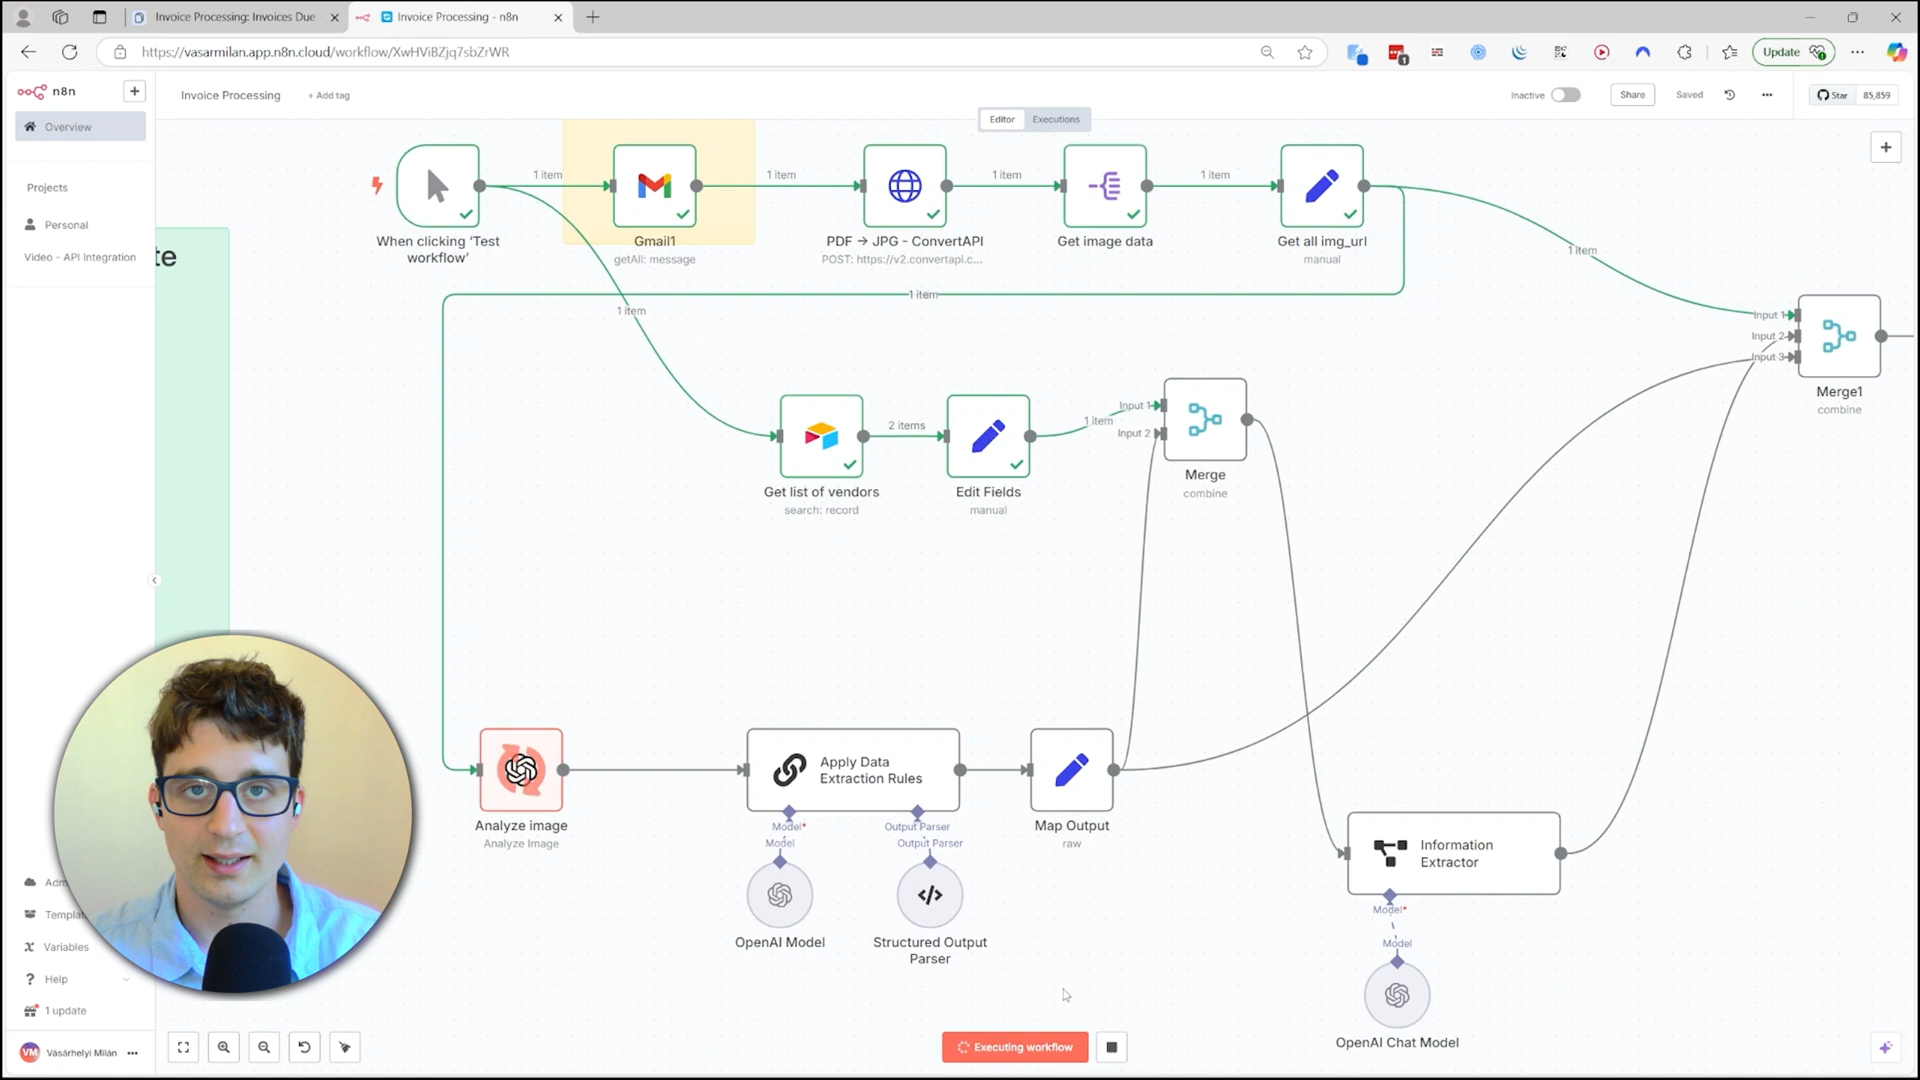 Invoice Processing: Invoices Due
Invoice Processing - n8n
https://vasarmilan.app.n8n.cloud/workflow/XwHViBZjq7sbZrWR
1
Update
n8n
Overview
Projects
Personal
Video - API Integration
Adm
Templat
Variables
Help
1 update
VM
Vásárhelyi Milán
Invoice Processing
+ Add tag
Inactive
Share
Saved
Star
85,859
Editor
Executions
te
When clicking ‘Test
workflow’
1 item
Gmail1
getAll: message
1 item
PDF → JPG - ConvertAPI
POST: https://v2.convertapi.c...
1 item
Get image data
1 item
Get all img_url
manual
1 item
1 item
1 item
Input 1
Input 2
Input 3
Merge1
combine
Get list of vendors
search: record
2 items
Edit Fields
manual
1 item
Input 1
Input 2
Merge
combine
Analyze image
Analyze Image
Apply Data
Extraction Rules
Model*
Model
Output Parser
Output Parser
OpenAI Model
Structured Output
Parser
Map Output
raw
Information
Extractor
Model*
Model
OpenAI Chat Model
Executing workflow